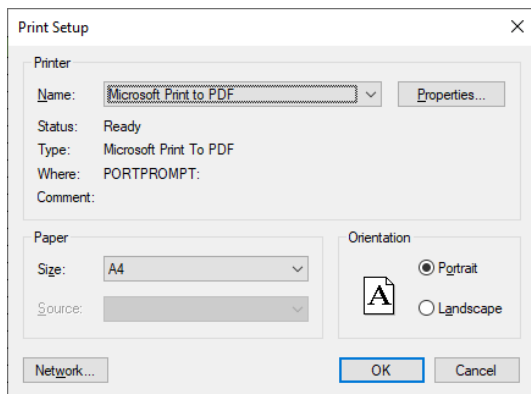 Print Setup
Printer
Name: Microsoft Print to PDF Properties...
Status: Ready
Type: Microsoft Print To PDF
Where: PORTPROMPT:
Comment:
Paper
Size: A4
Source:
Orientation
A
Portrait
Landscape
Network... OK Cancel